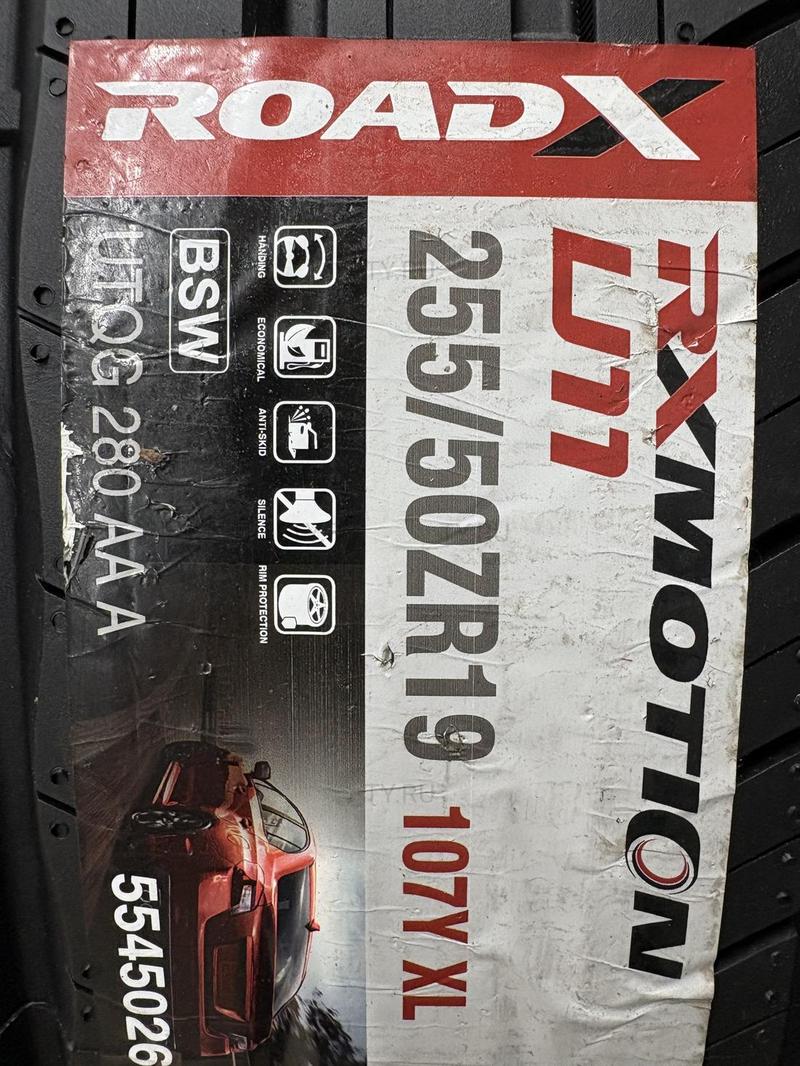 ROADX
RXMOTION
U11
255/50ZR19 107Y XL
HANDING
ECONOMICAL
ANTI-SKID
SILENCE
RIM PROTECTION
BSW
UTQG 280 AA A
5545026